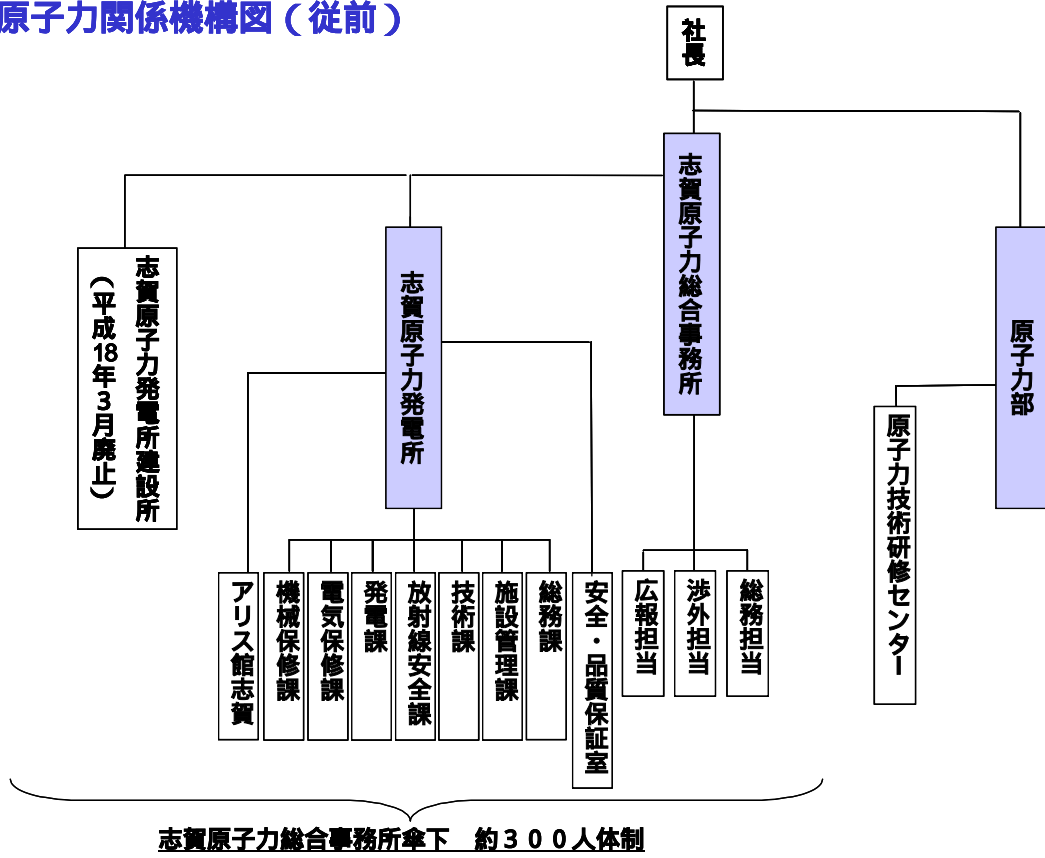 原子力関係機構図（従前）
社長
志賀原子力総合事務所
原子力部
志賀原子力発電所
志賀原子力発電所建設所
（平成18年３月廃止）
原子力技術研修センター
総務担当
渉外担当
広報担当
安全・品質保証室
総務課
施設管理課
技術課
放射線安全課
発電課
電気保修課
機械保修課
アリス館志賀
志賀原子力総合事務所傘下　約３００人体制